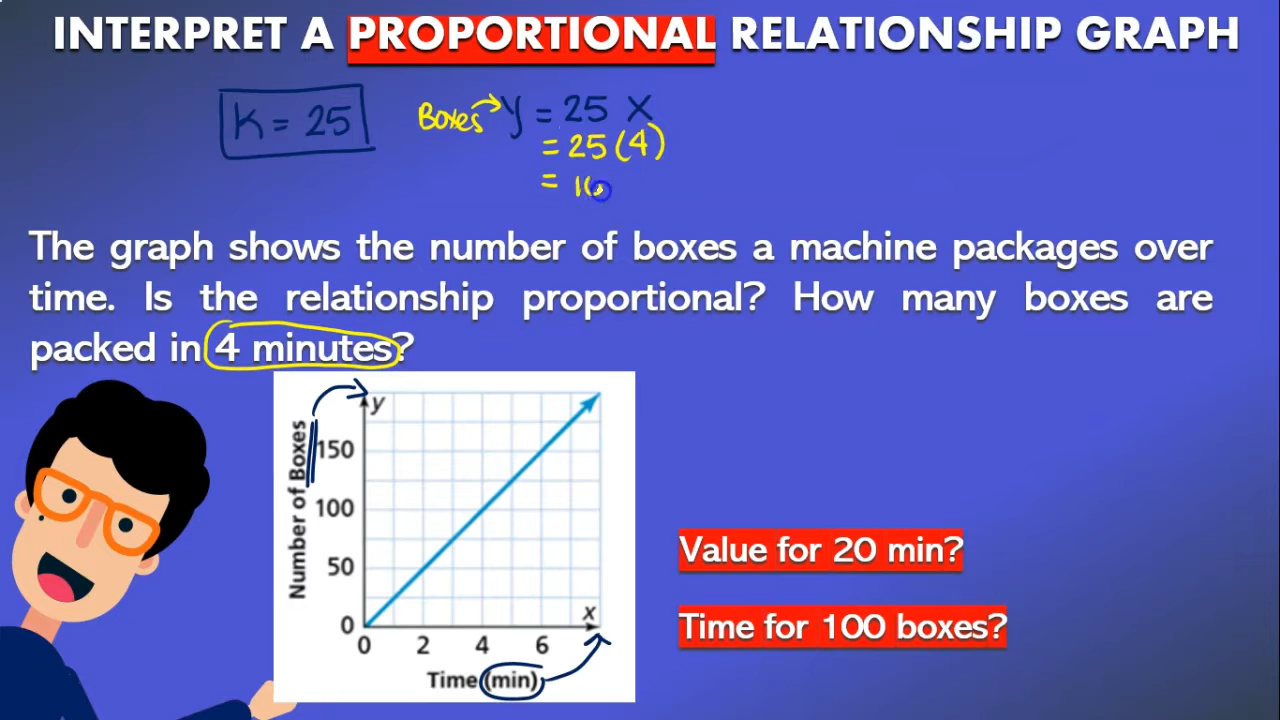 INTERPRET A PROPORTIONAL RELATIONSHIP GRAPH
K = 25
Boxes y = 25 X
= 25 (4)
=
The graph shows the number of boxes a machine packages over
time. Is the relationship proportional? How many boxes are
packed in 4 minutes?
y
Number of Boxes
150
100
50
0
x
0 2 4 6
Time (min)
Value for 20 min?
Time for 100 boxes?